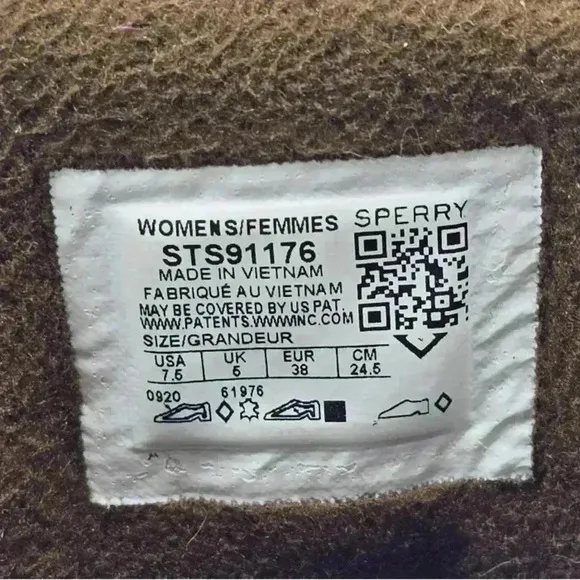 WOMENS/FEMMES SPERRY
STS91176
MADE IN VIETNAM
FABRIQUÉ AU VIETNAM
MAY BE COVERED BY US PAT.
WWW.PATENTS.WWWINC.COM
SIZE/GRANDEUR
USA UK EUR CM
7.5 5 38 24.5
0920 61976